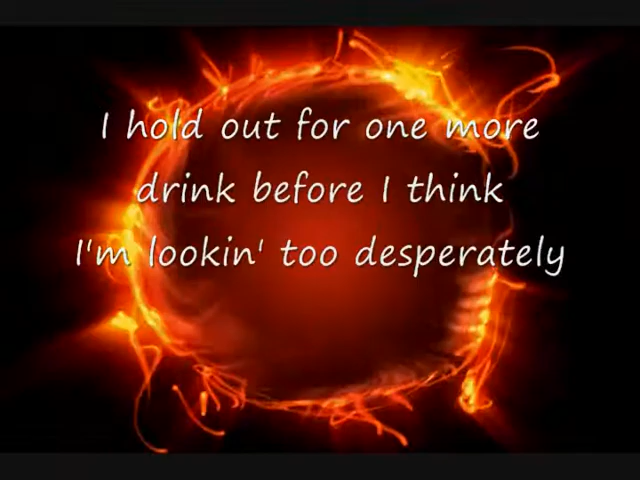 I hold out for one more
drink before I think
I'm lookin' too desperately